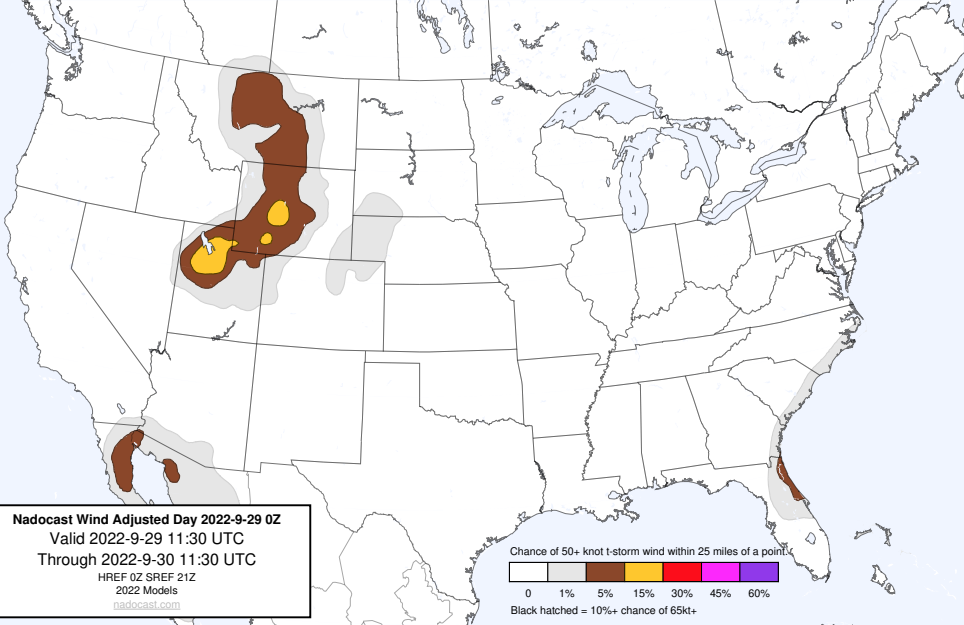 Nadocast Wind Adjusted Day 2022-9-29 0Z
Valid 2022-9-29 11:30 UTC
Through 2022-9-30 11:30 UTC
HREF 0Z SREF 21Z
2022 Models
nadocast.com
Chance of 50+ knot t-storm wind within 25 miles of a point.
0 1% 5% 15% 30% 45% 60%
Black hatched = 10%+ chance of 65kt+